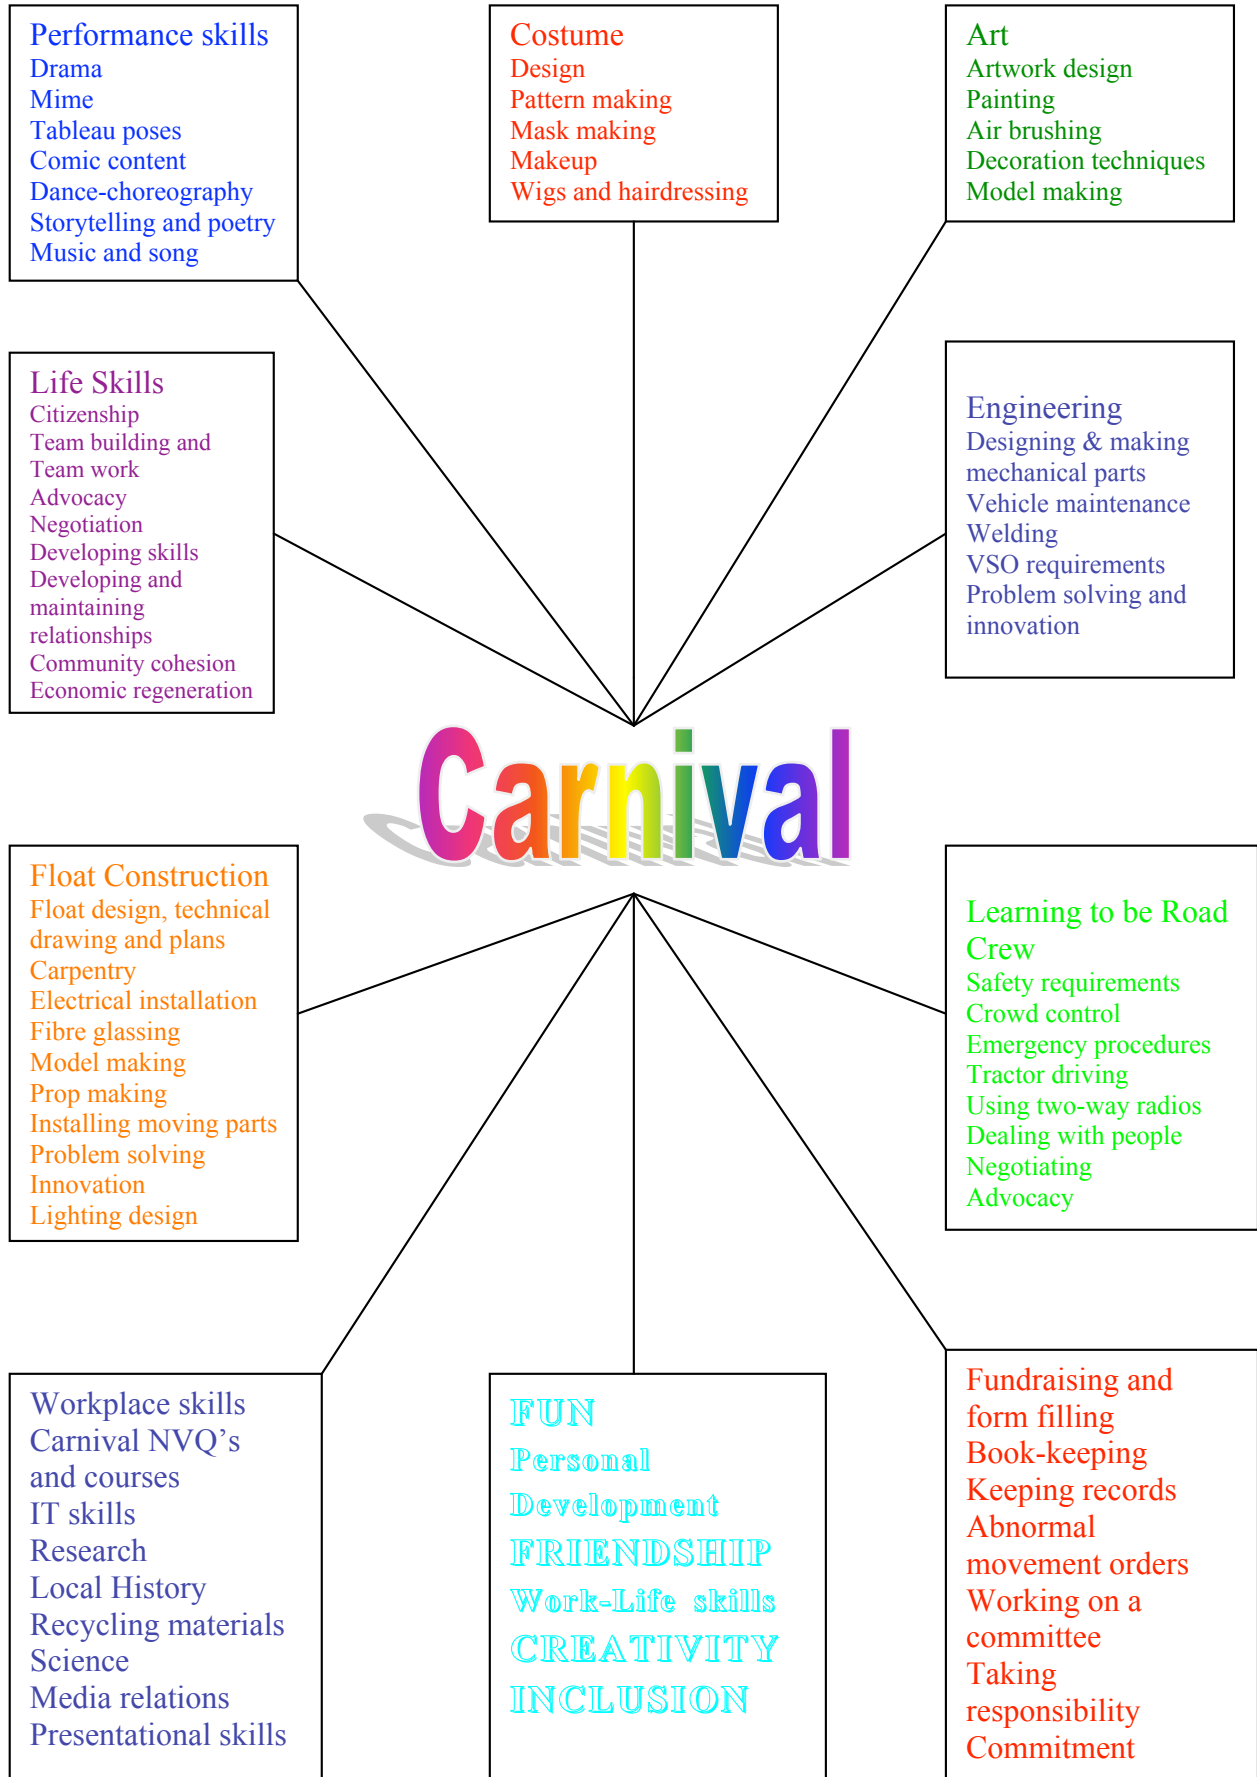 Performance skills
Drama
Mime
Tableau poses
Comic content
Dance-choreography
Storytelling and poetry
Music and song
Costume
Design
Pattern making
Mask making
Makeup
Wigs and hairdressing
Art
Artwork design
Painting
Air brushing
Decoration techniques
Model making
Life Skills
Citizenship
Team building and
Team work
Advocacy
Negotiation
Developing skills
Developing and
maintaining
relationships
Community cohesion
Economic regeneration
Engineering
Designing & making
mechanical parts
Vehicle maintenance
Welding
VSO requirements
Problem solving and
innovation
Carnival
Float Construction
Float design, technical
drawing and plans
Carpentry
Electrical installation
Fibre glassing
Model making
Prop making
Installing moving parts
Problem solving
Innovation
Lighting design
Learning to be Road
Crew
Safety requirements
Crowd control
Emergency procedures
Tractor driving
Using two-way radios
Dealing with people
Negotiating
Advocacy
Workplace skills
Carnival NVQ’s
and courses
IT skills
Research
Local History
Recycling materials
Science
Media relations
Presentational skills
FUN
Personal
Development
FRIENDSHIP
Work-Life skills
CREATIVITY
INCLUSION
Fundraising and
form filling
Book-keeping
Keeping records
Abnormal
movement orders
Working on a
committee
Taking
responsibility
Commitment